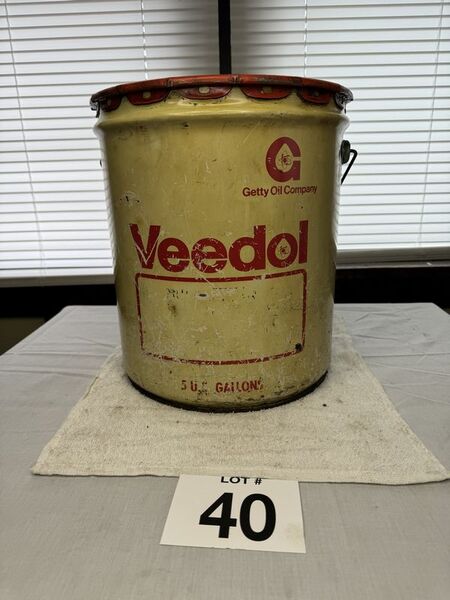 G
Getty Oil Company
Veedol
5 U.S. GALLONS
LOT #
40